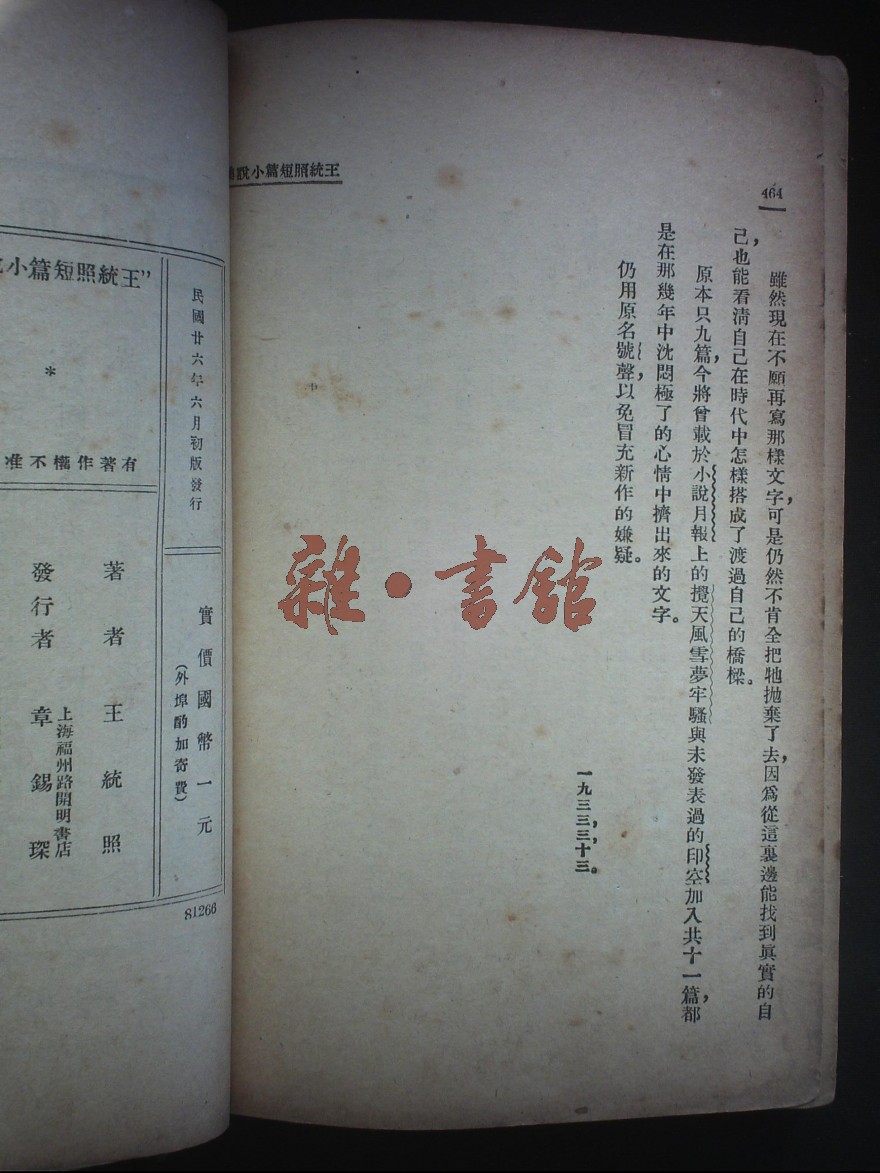 464
王統照短篇小說
雖然現在不願再寫那樣文字，可是仍然不肯全把牠抛棄了去，因爲從這裏邊能找到眞實的自
己，也能看清自己在時代中怎樣搭成了渡過自己的橋樑。
原本只九篇，今將曾載於小說月報上的攪天風雪夢牢騷與未發表過的印空加入共十一篇，都
是在那幾年中沈悶極了的心情中擠出來的文字。
仍用原名號聲，以免冒充新作的嫌疑。
一九三三，三，十三。
雜・書館
民國廿六年六月初版發行
實價國幣一元
（外埠酌加寄費）
"王統照短篇小
*
有著作權不准
著者 王統照
發行者 章錫琛
上海福州路開明書店
81266